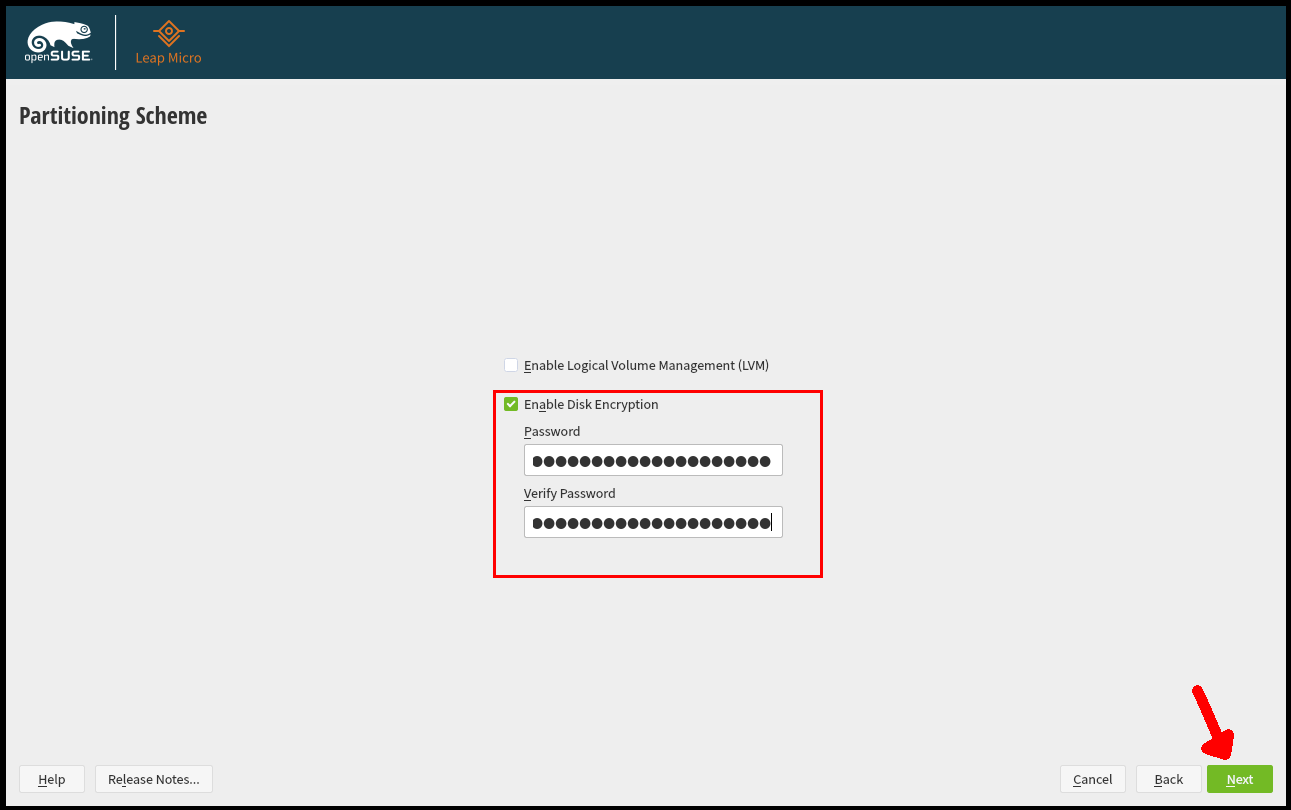 openSUSE
Leap Micro
Partitioning Scheme
Enable Logical Volume Management (LVM)
Enable Disk Encryption
Password
●●●●●●●●●●●●●●●●●●●●
Verify Password
●●●●●●●●●●●●●●●●●●●●
Help Release Notes... Cancel Back Next